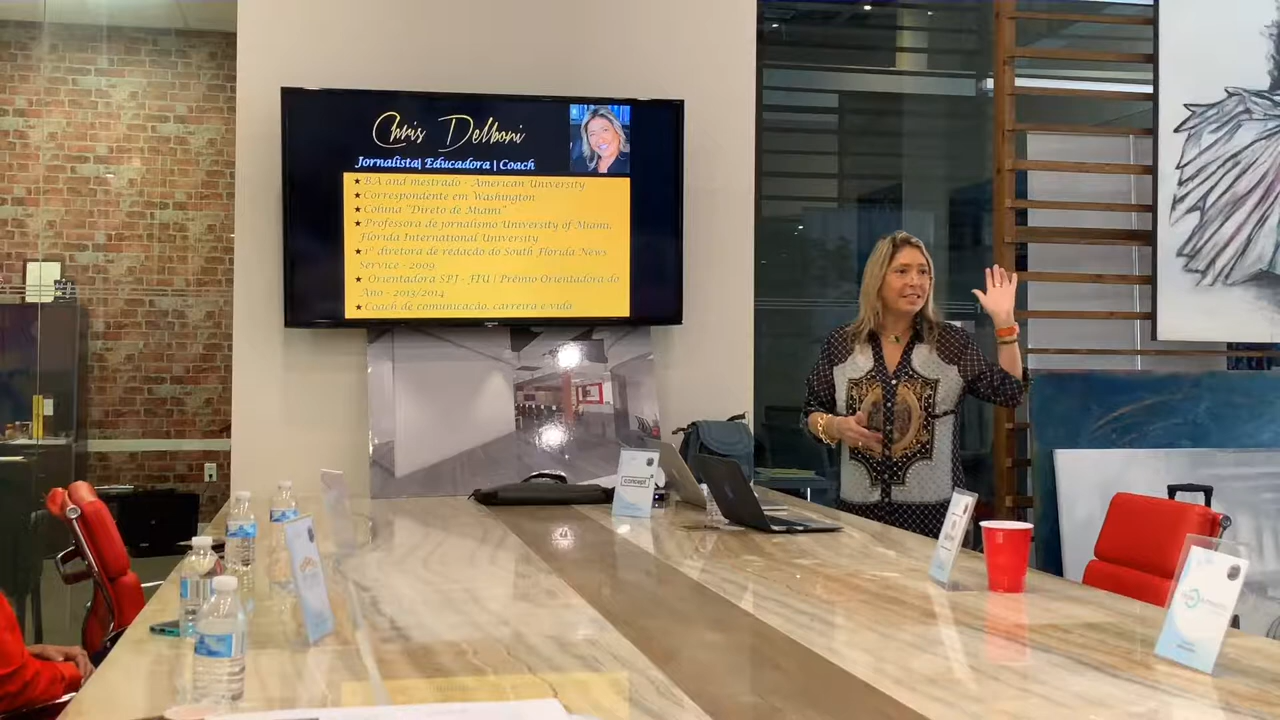 Chris Delboni
Jornalista| Educadora | Coach
★BA and mestrado - American University
★Correspondente em Washington
★Coluna "Direto de Miami"
★Professora de jornalismo University of Miami,
Florida International University
★1ª diretora de redação do South Florida News
Service - 2009
★ Orientadora SPJ - FIU | Prêmio Orientadora do
Ano - 2013/2014
★Coach de comunicação, carreira e vida
concept